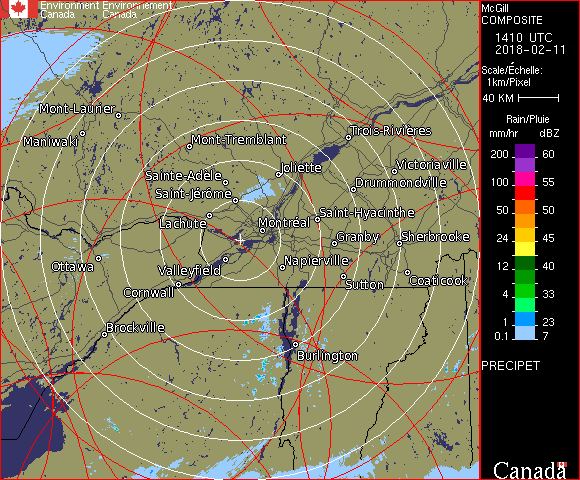 Environment Environnement
Canada Canada
McGill
COMPOSITE
1410 UTC
2018-02-11
Scale/Échelle:
1km/Pixel
40 KM
Rain/Pluie
mm/hr dBZ
200 60
100 55
50 50
24 45
12 40
4 33
1 23
0.1 7
PRECIPET
Canada
Mont-Laurier
Maniwaki
Mont-Tremblant
Trois-Rivières
Joliette
Victoriaville
Sainte-Adèle
Drummondville
Saint-Jérôme
Saint-Hyacinthe
Lachute
Montréal
Granby
Sherbrooke
Ottawa
Valleyfield
Napierville
Cornwall
Sutton
Coaticook
Brockville
Burlington